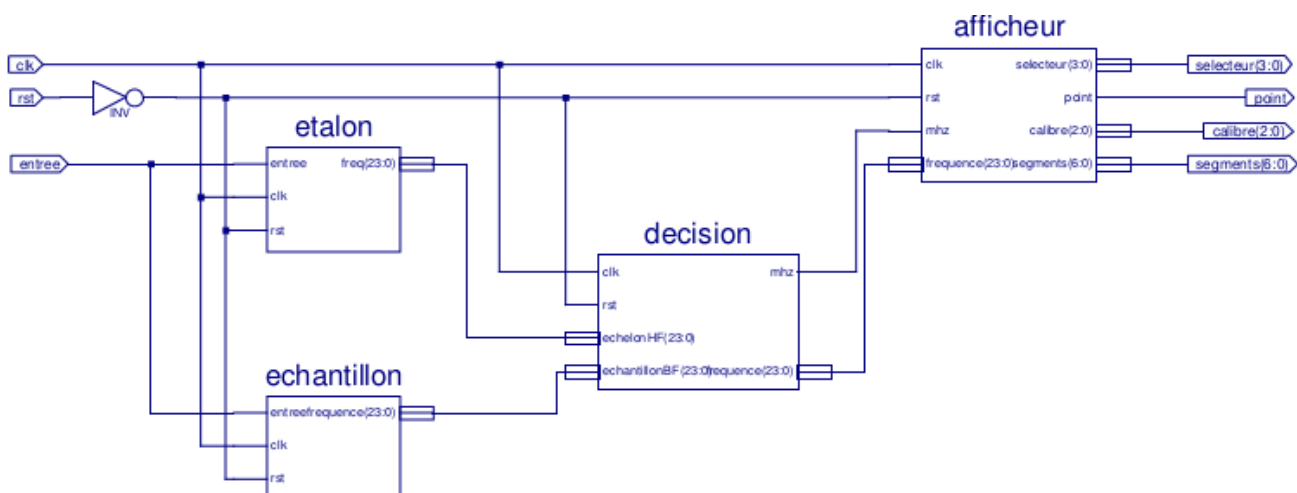 afficheur
clk
selecteur(3:0)
selecteur(3:0)
clk
rst
INV
rst
point
point
mhz
calibre(2:0)
calibre(2:0)
frequence(23:0)
segments(6:0)
segments(6:0)
etalon
entree
entree
freq(23:0)
clk
rst
decision
clk
mhz
rst
echelonHF(23:0)
echantillonBF(23:0)
frequence(23:0)
echantillon
entree
frequence(23:0)
clk
rst